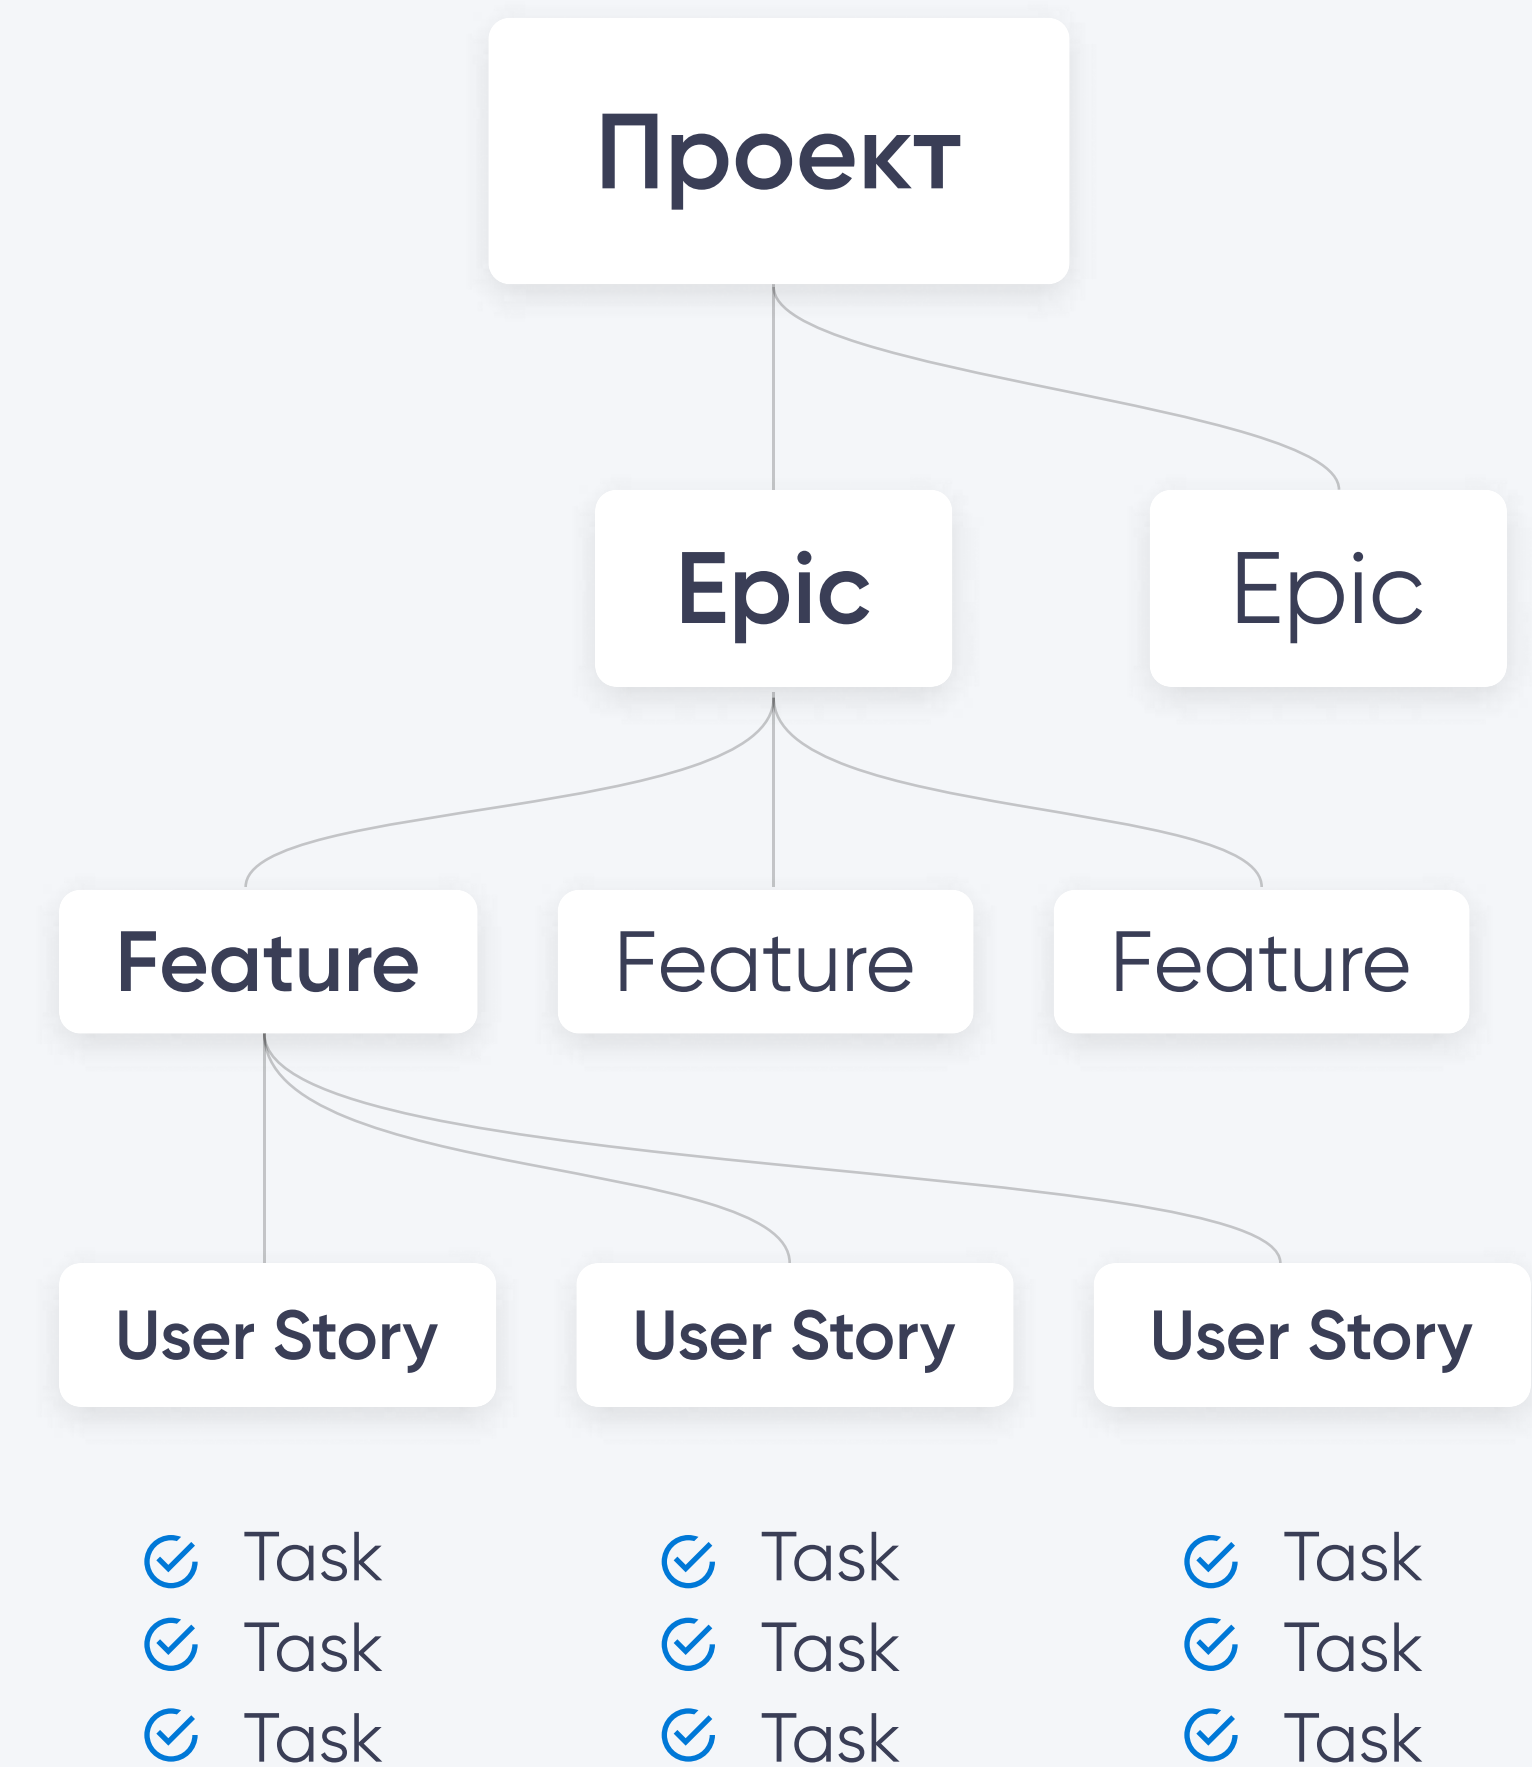 Проект
Epic
Epic
Feature
Feature
Feature
User Story
User Story
User Story
Task
Task
Task
Task
Task
Task
Task
Task
Task